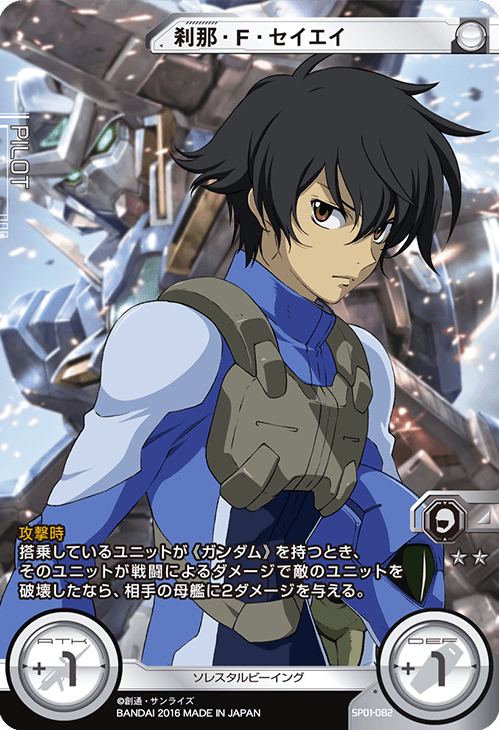 刹那・F・セイエイ
PILOT
攻撃時
搭乗しているユニットが《ガンダム》を持つとき、
そのユニットが戦闘によるダメージで敵のユニットを
破壊したなら、相手の母艦に2ダメージを与える。
ATK
+1
DEF
+1
ソレスタルビーイング
©創通・サンライズ
BANDAI 2016 MADE IN JAPAN
SP01-082